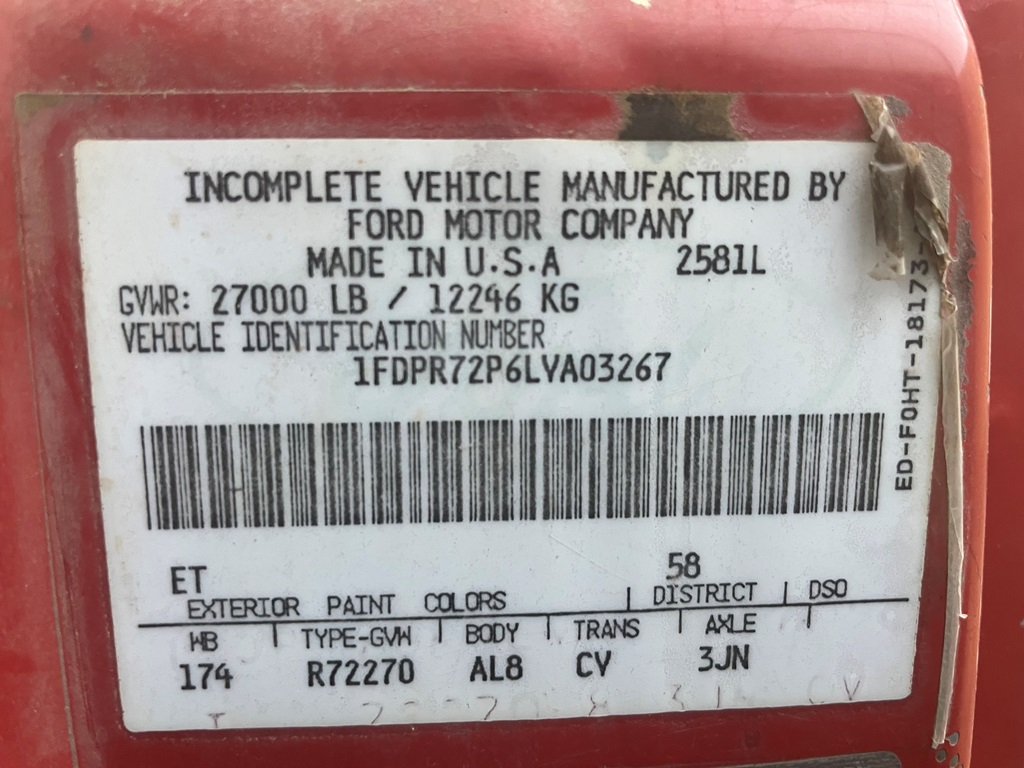 INCOMPLETE VEHICLE MANUFACTURED BY
FORD MOTOR COMPANY
MADE IN U.S.A 2581L
GVWR: 27000 LB / 12246 KG
VEHICLE IDENTIFICATION NUMBER
1FDPR72P6LVA03267
ED-F0HT-18173-
ET 58
EXTERIOR PAINT COLORS DISTRICT DSO
WB TYPE-GVW BODY TRANS AXLE
174 R72270 AL8 CV 3JN